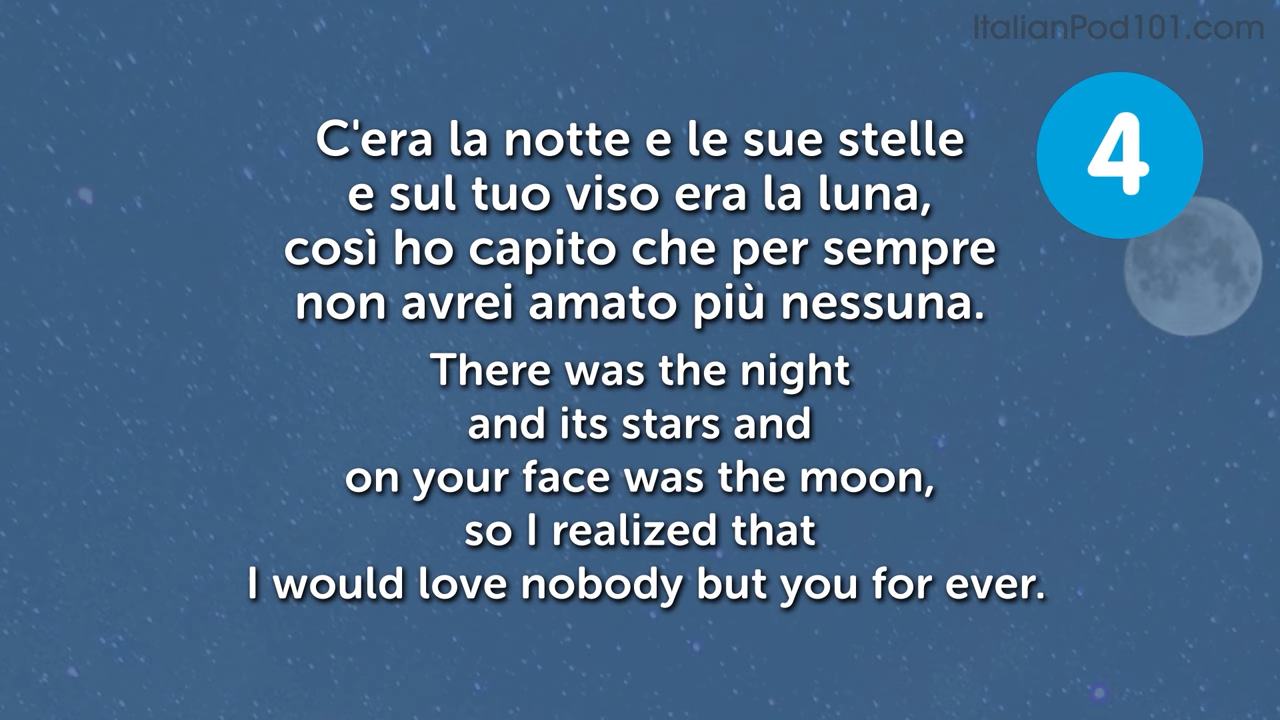 ItalianPod101.com
4
C'era la notte e le sue stelle
e sul tuo viso era la luna,
così ho capito che per sempre
non avrei amato più nessuna.
There was the night
and its stars and
on your face was the moon,
so I realized that
I would love nobody but you for ever.